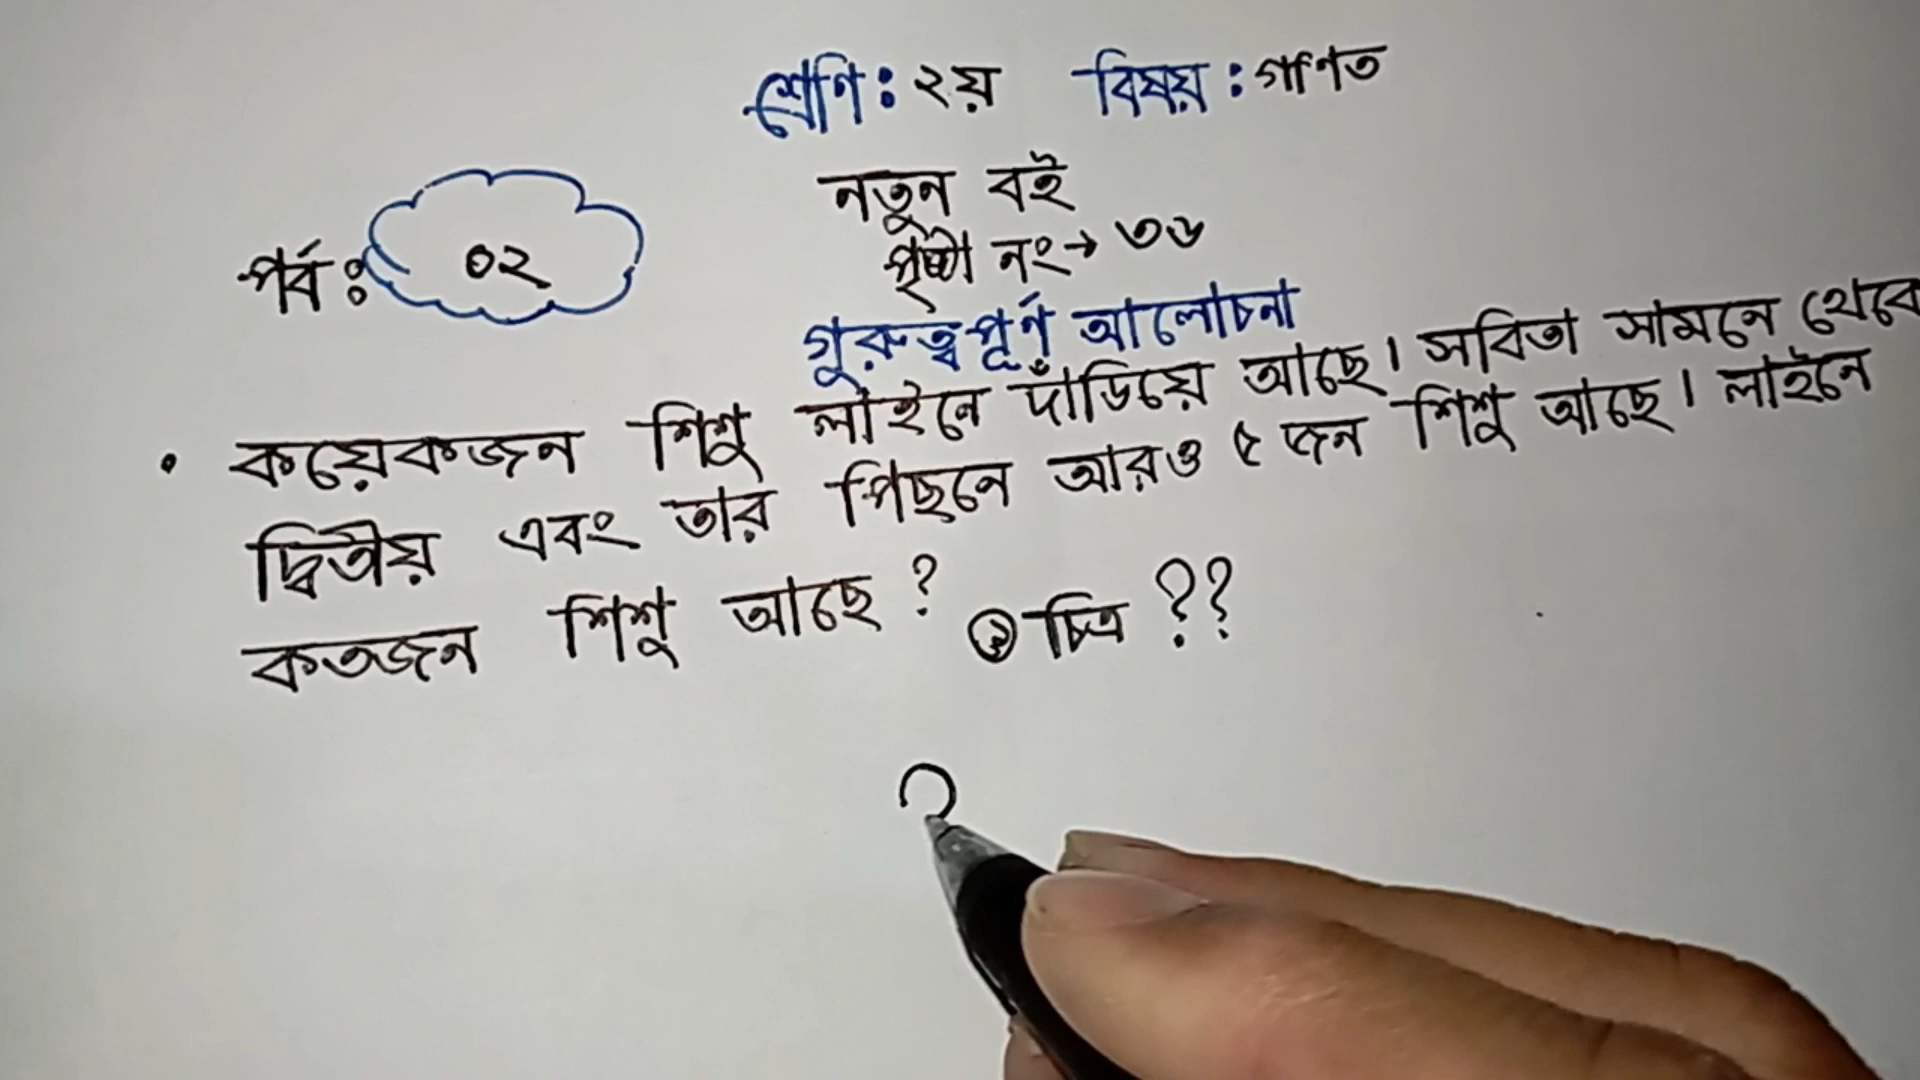 শ্রেণি : ২য় বিষয় : গণিত
নতুন বই
পৃষ্ঠা নং→ ৩৬
পর্ব : ০২
গুরুত্বপূর্ণ আলোচনা
• কয়েকজন শিশু লাইনে দাঁড়িয়ে আছে। সবিতা সামনে থেকে
দ্বিতীয় এবং তার পিছনে আরও ৫ জন শিশু আছে। লাইনে
কতজন শিশু আছে ? চিত্র ??